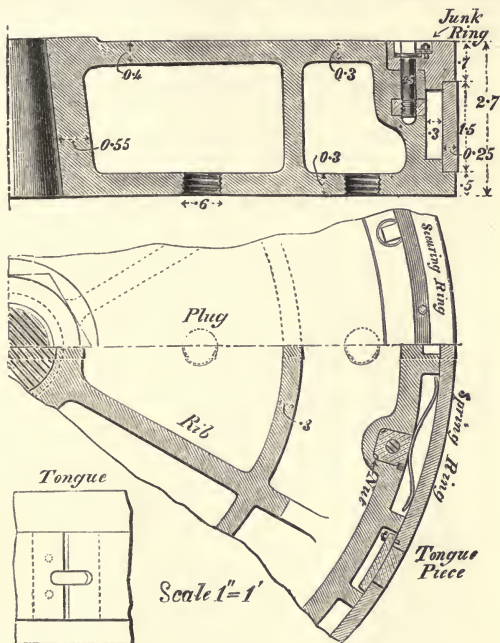 Junk
Ring
0·4
0·3
·7
2·7
·3
1·5
0·55
0·25
0·3
·6
·5
Securing Ring
Plug
Rib
·3
Nut
Spring
Ring
Tongue
Tongue
Piece
Scale 1"=1'